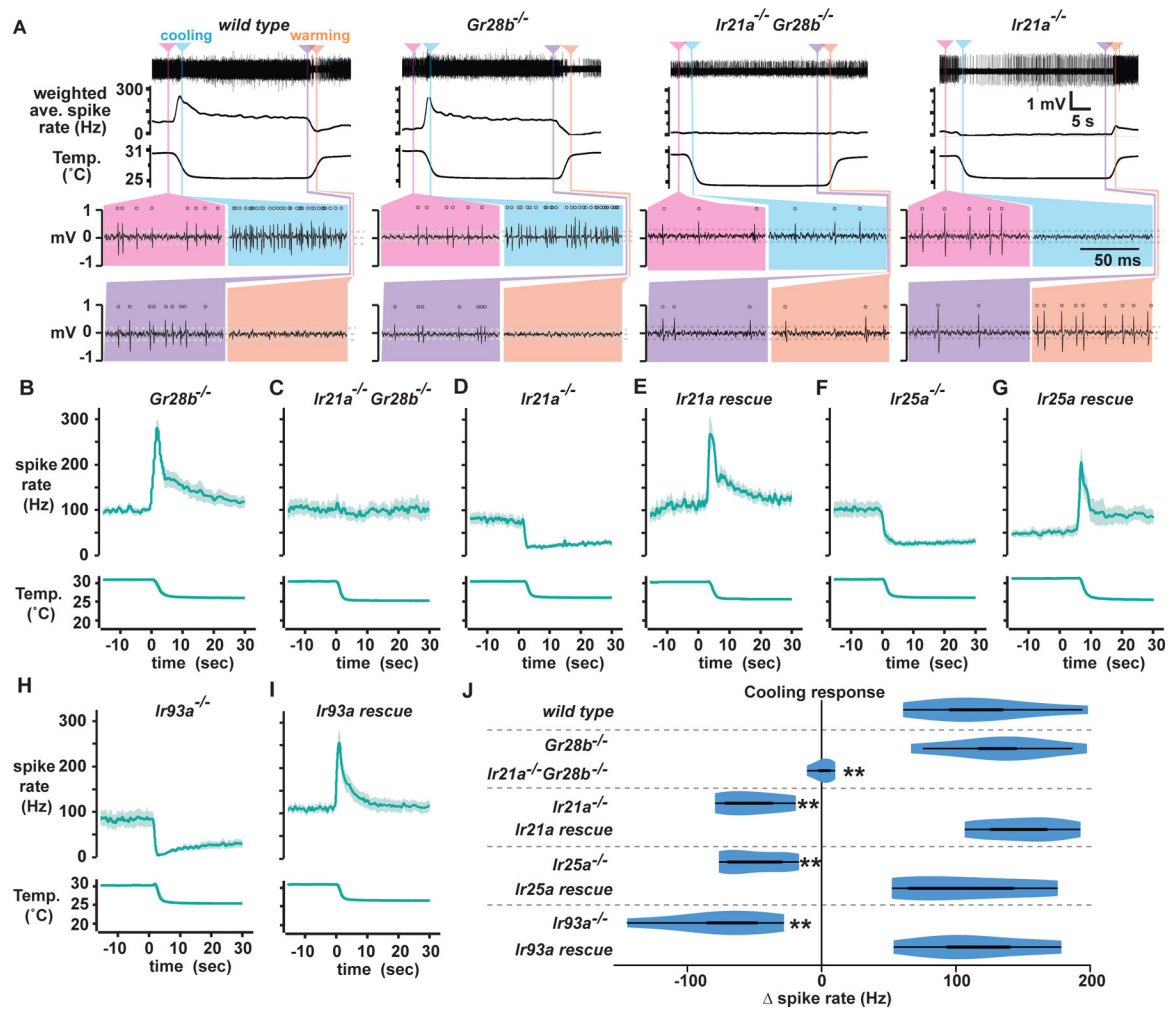 A
wild type
Gr28b-/-
Ir21a-/- Gr28b-/-
Ir21a-/-
cooling
warming
weighted
ave. spike
rate (Hz)
300
0
1 mV
5 s
Temp.
(˚C)
31
25
1
mV 0
-1
50 ms
1
mV 0
-1
B
Gr28b-/-
C
Ir21a-/- Gr28b-/-
D
Ir21a-/-
E
Ir21a rescue
F
Ir25a-/-
G
Ir25a rescue
spike
rate
(Hz)
300
200
100
0
Temp.
(˚C)
30
25
20
-10 0 10 20 30
-10 0 10 20 30
-10 0 10 20 30
-10 0 10 20 30
-10 0 10 20 30
-10 0 10 20 30
time (sec)
time (sec)
time (sec)
time (sec)
time (sec)
time (sec)
H
Ir93a-/-
I
Ir93a rescue
spike
rate
(Hz)
300
200
100
0
Temp.
(˚C)
30
25
20
-10 0 10 20 30
-10 0 10 20 30
time (sec)
time (sec)
J
Cooling response
wild type
Gr28b-/-
Ir21a-/-Gr28b-/-
**
Ir21a-/-
**
Ir21a rescue
Ir25a-/-
**
Ir25a rescue
Ir93a-/-
**
Ir93a rescue
-100 0 100 200
Δ spike rate (Hz)